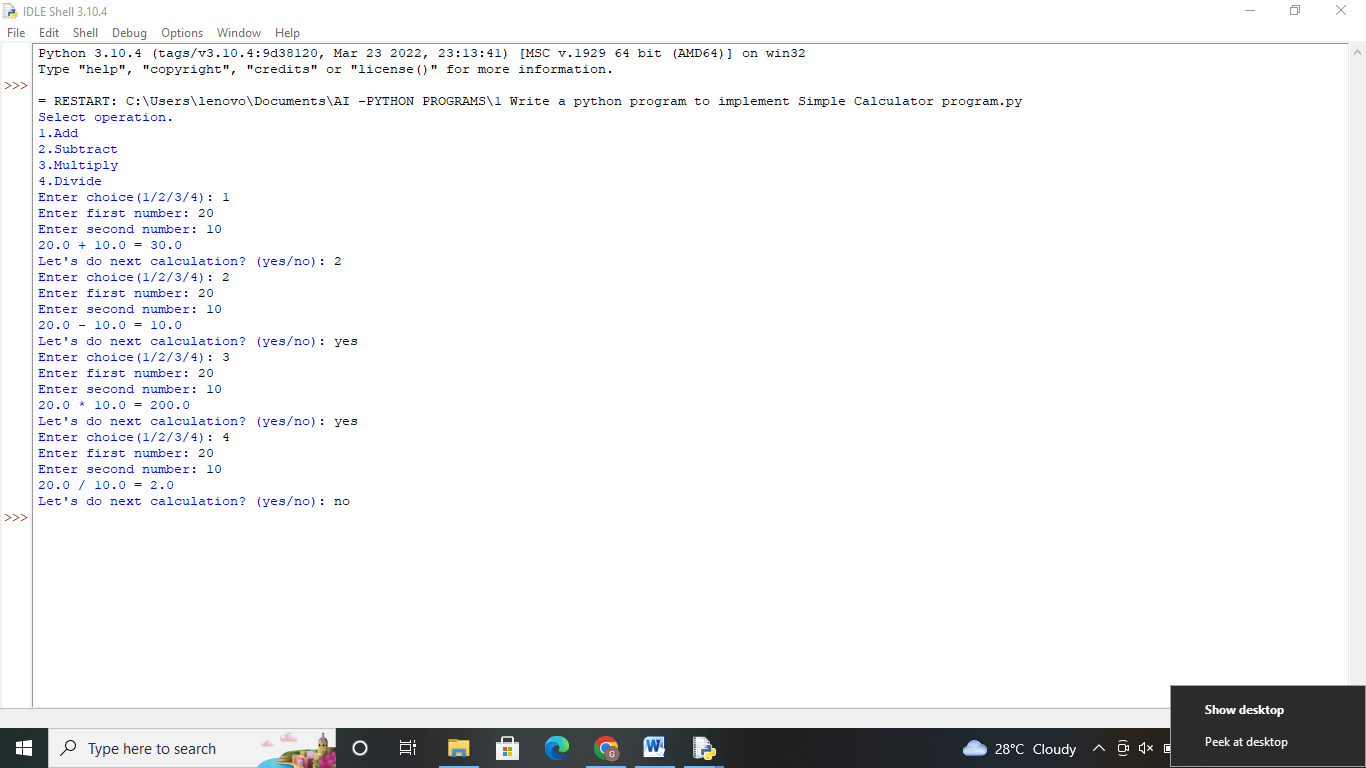 IDLE Shell 3.10.4
File Edit Shell Debug Options Window Help
Python 3.10.4 (tags/v3.10.4:9d38120, Mar 23 2022, 23:13:41) [MSC v.1929 64 bit (AMD64)] on win32
Type "help", "copyright", "credits" or "license()" for more information.
>>>
= RESTART: C:\Users\lenovo\Documents\AI -PYTHON PROGRAMS\1 Write a python program to implement Simple Calculator program.py
Select operation.
1.Add
2.Subtract
3.Multiply
4.Divide
Enter choice(1/2/3/4): 1
Enter first number: 20
Enter second number: 10
20.0 + 10.0 = 30.0
Let's do next calculation? (yes/no): 2
Enter choice(1/2/3/4): 2
Enter first number: 20
Enter second number: 10
20.0 - 10.0 = 10.0
Let's do next calculation? (yes/no): yes
Enter choice(1/2/3/4): 3
Enter first number: 20
Enter second number: 10
20.0 * 10.0 = 200.0
Let's do next calculation? (yes/no): yes
Enter choice(1/2/3/4): 4
Enter first number: 20
Enter second number: 10
20.0 / 10.0 = 2.0
Let's do next calculation? (yes/no): no
>>>
Show desktop
Peek at desktop
Type here to search
28°C Cloudy